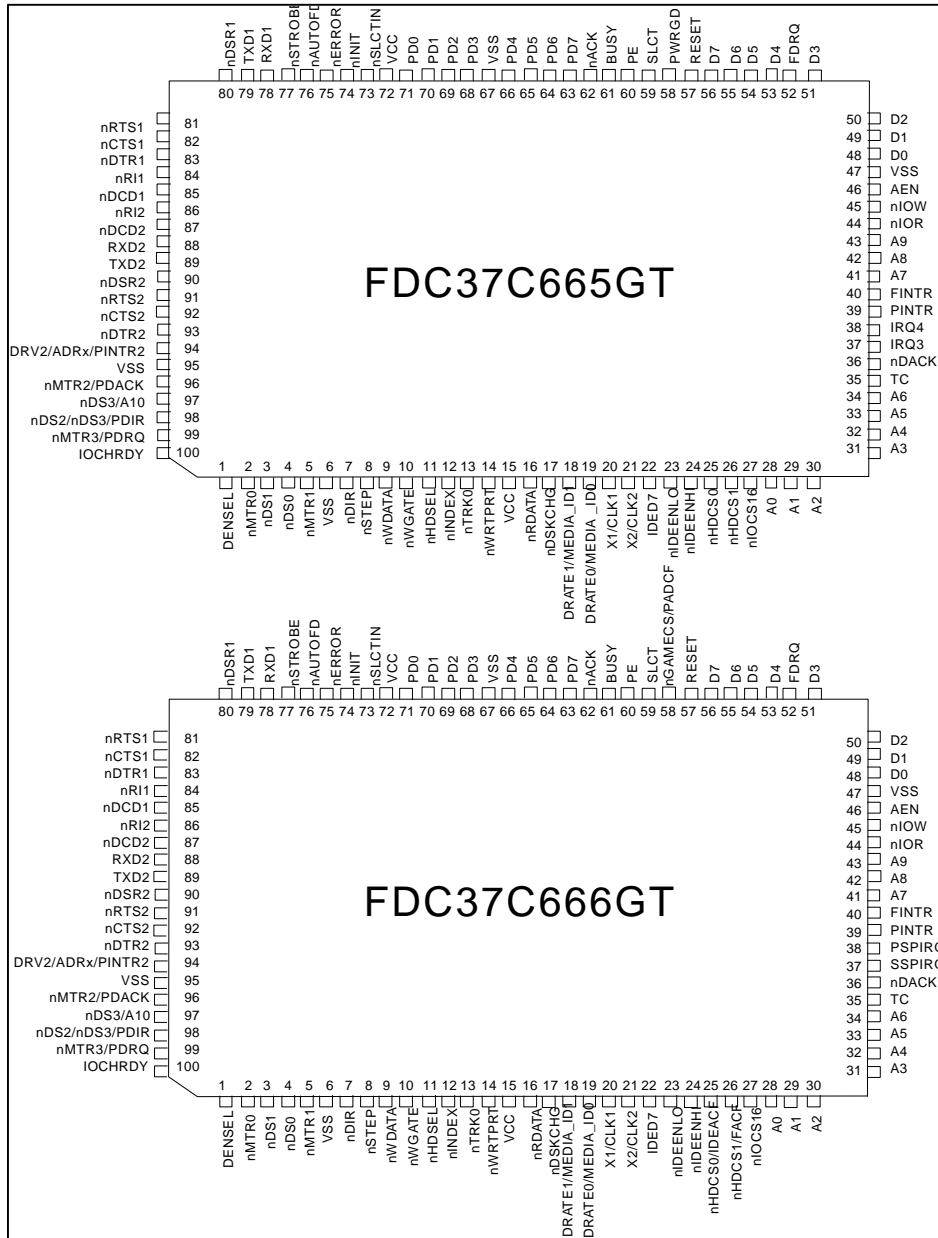 nDSR1 TXD1 RXD1 nSTROBE nAUTOFD nERROR nINIT nSLCTIN VCC PD0 PD1 PD2 PD3 VSS PD4 PD5 PD6 PD7 nACK BUSY PE SLCT PWRGD RESET D7 D6 D5 D4 FDRQ D3
80 79 78 77 76 75 74 73 72 71 70 69 68 67 66 65 64 63 62 61 60 59 58 57 56 55 54 53 52 51
nRTS1 81
nCTS1 82
nDTR1 83
nRI1 84
nDCD1 85
nRI2 86
nDCD2 87
RXD2 88
TXD2 89
nDSR2 90
nRTS2 91
nCTS2 92
nDTR2 93
DRV2/ADRx/PINTR2 94
VSS 95
nMTR2/PDACK 96
nDS3/A10 97
nDS2/nDS3/PDIR 98
nMTR3/PDRQ 99
IOCHRDY 100
FDC37C665GT
50 D2
49 D1
48 D0
47 VSS
46 AEN
45 nIOW
44 nIOR
43 A9
42 A8
41 A7
40 FINTR
39 PINTR
38 IRQ4
37 IRQ3
36 nDACK
35 TC
34 A6
33 A5
32 A4
31 A3
1 2 3 4 5 6 7 8 9 10 11 12 13 14 15 16 17 18 19 20 21 22 23 24 25 26 27 28 29 30
DENSEL nMTR0 nDS1 nDS0 nMTR1 VSS nDIR nSTEP nWDATA nWGATE nHDSEL nINDEX nTRK0 nWRTPRT VCC nRDATA nDSKCHG DRATE1/MEDIA_ID1 DRATE0/MEDIA_ID0 X1/CLK1 X2/CLK2 IDED7 nIDEENLO nIDEENHI nHDCS0 nHDCS1 nIOCS16 A0 A1 A2
nDSR1 TXD1 RXD1 nSTROBE nAUTOFD nERROR nINIT nSLCTIN VCC PD0 PD1 PD2 PD3 VSS PD4 PD5 PD6 PD7 nACK BUSY PE SLCT nGAMECS/PADCF RESET D7 D6 D5 D4 FDRQ D3
80 79 78 77 76 75 74 73 72 71 70 69 68 67 66 65 64 63 62 61 60 59 58 57 56 55 54 53 52 51
nRTS1 81
nCTS1 82
nDTR1 83
nRI1 84
nDCD1 85
nRI2 86
nDCD2 87
RXD2 88
TXD2 89
nDSR2 90
nRTS2 91
nCTS2 92
nDTR2 93
DRV2/ADRx/PINTR2 94
VSS 95
nMTR2/PDACK 96
nDS3/A10 97
nDS2/nDS3/PDIR 98
nMTR3/PDRQ 99
IOCHRDY 100
FDC37C666GT
50 D2
49 D1
48 D0
47 VSS
46 AEN
45 nIOW
44 nIOR
43 A9
42 A8
41 A7
40 FINTR
39 PINTR
38
37
36 nDACK
35 TC
34 A6
33 A5
32 A4
31 A3
1 2 3 4 5 6 7 8 9 10 11 12 13 14 15 16 17 18 19 20 21 22 23 24 25 26 27 28 29 30
DENSEL nMTR0 nDS1 nDS0 nMTR1 VSS nDIR nSTEP nWDATA nWGATE nHDSEL nINDEX nTRK0 nWRTPRT VCC nRDATA nDSKCHG DRATE1/MEDIA_ID1 DRATE0/MEDIA_ID0 X1/CLK1 X2/CLK2 IDED7 nIDEENLO nIDEENHI nHDCS0/IDEACF nHDCS1/FACF nIOCS16 A0 A1 A2